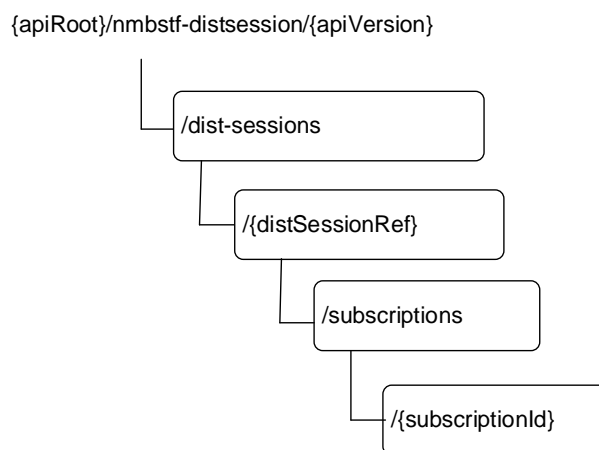 {apiRoot}/nmbstf-distsession/{apiVersion}
/dist-sessions
/{distSessionRef}
/subscriptions
/{subscriptionId}